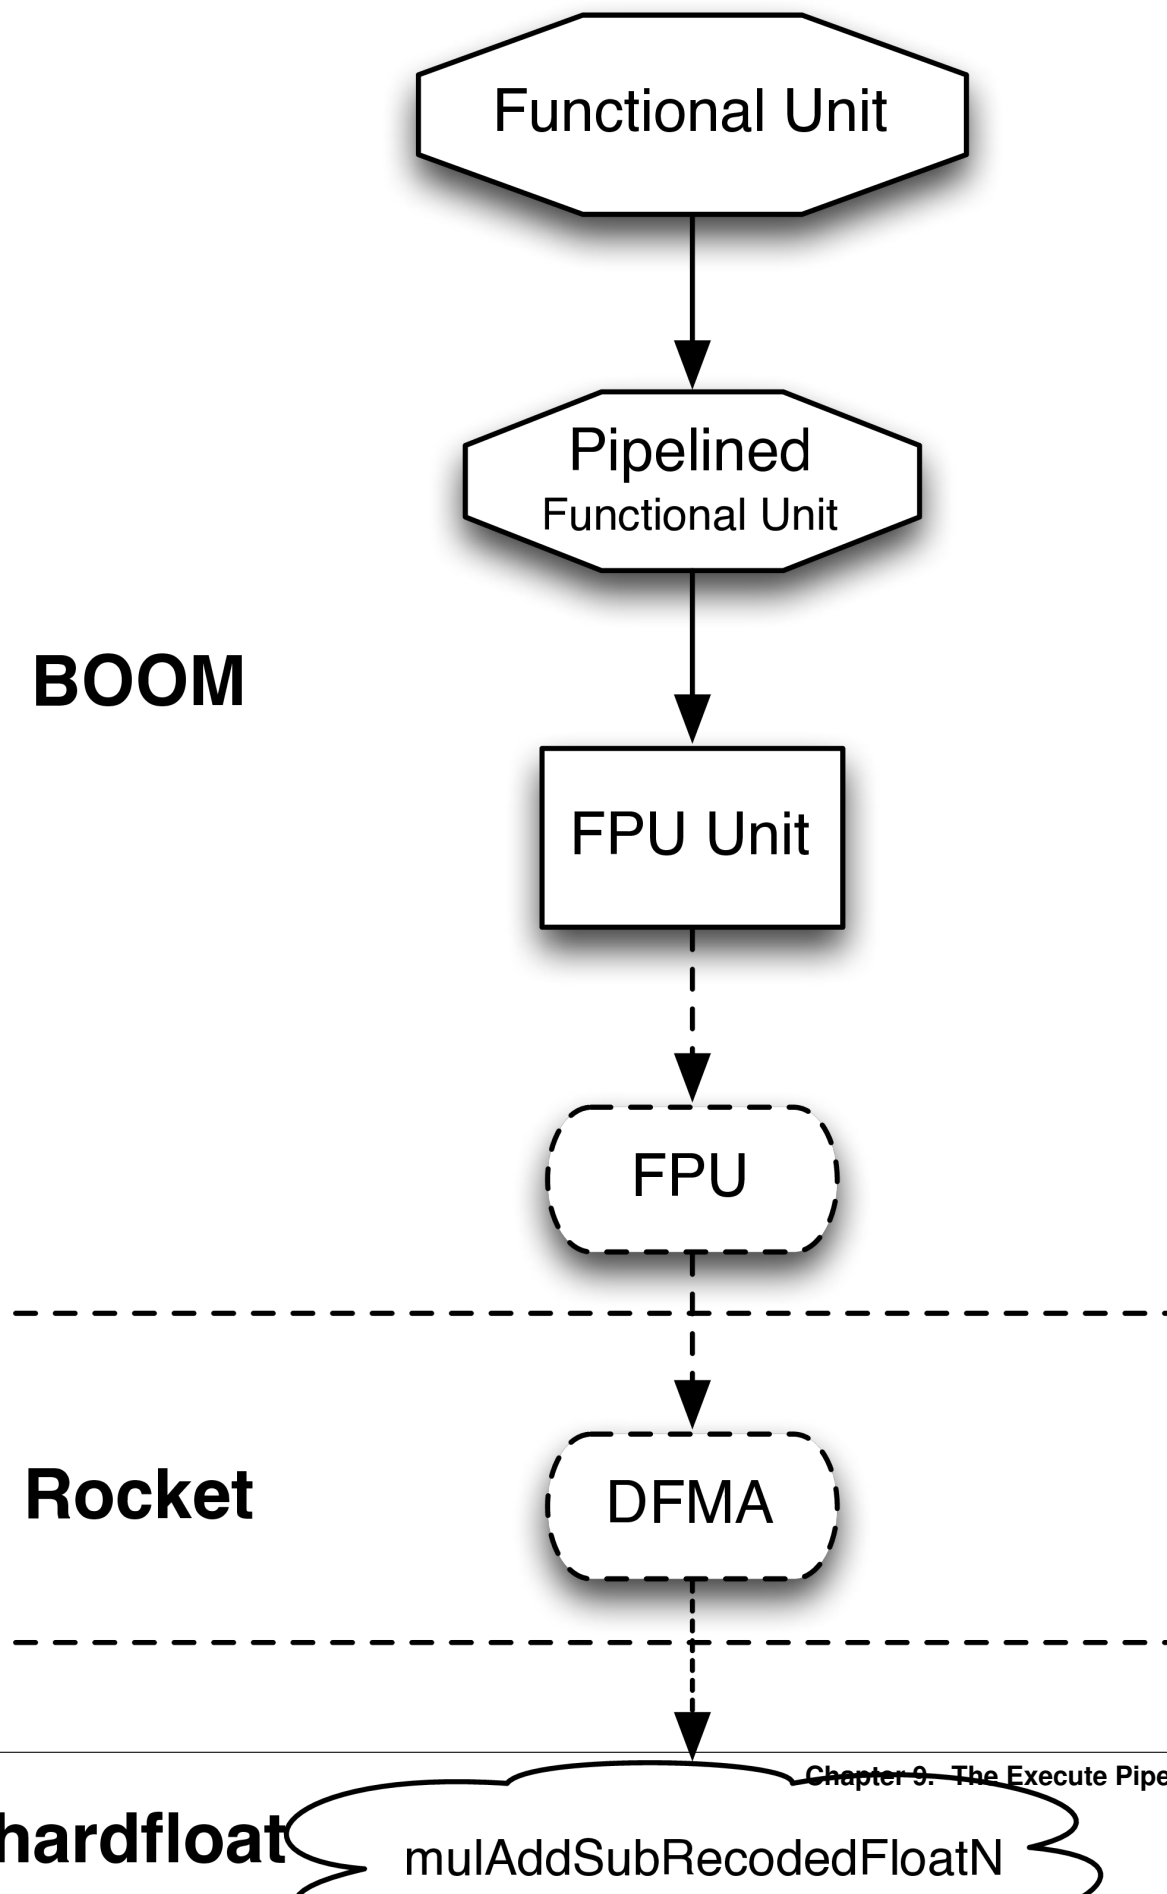 Functional Unit
Pipelined
Functional Unit
BOOM
FPU Unit
FPU
Rocket
DFMA
Chapter 9. The Execute Pipe
hardfloat
mulAddSubRecodedFloatN